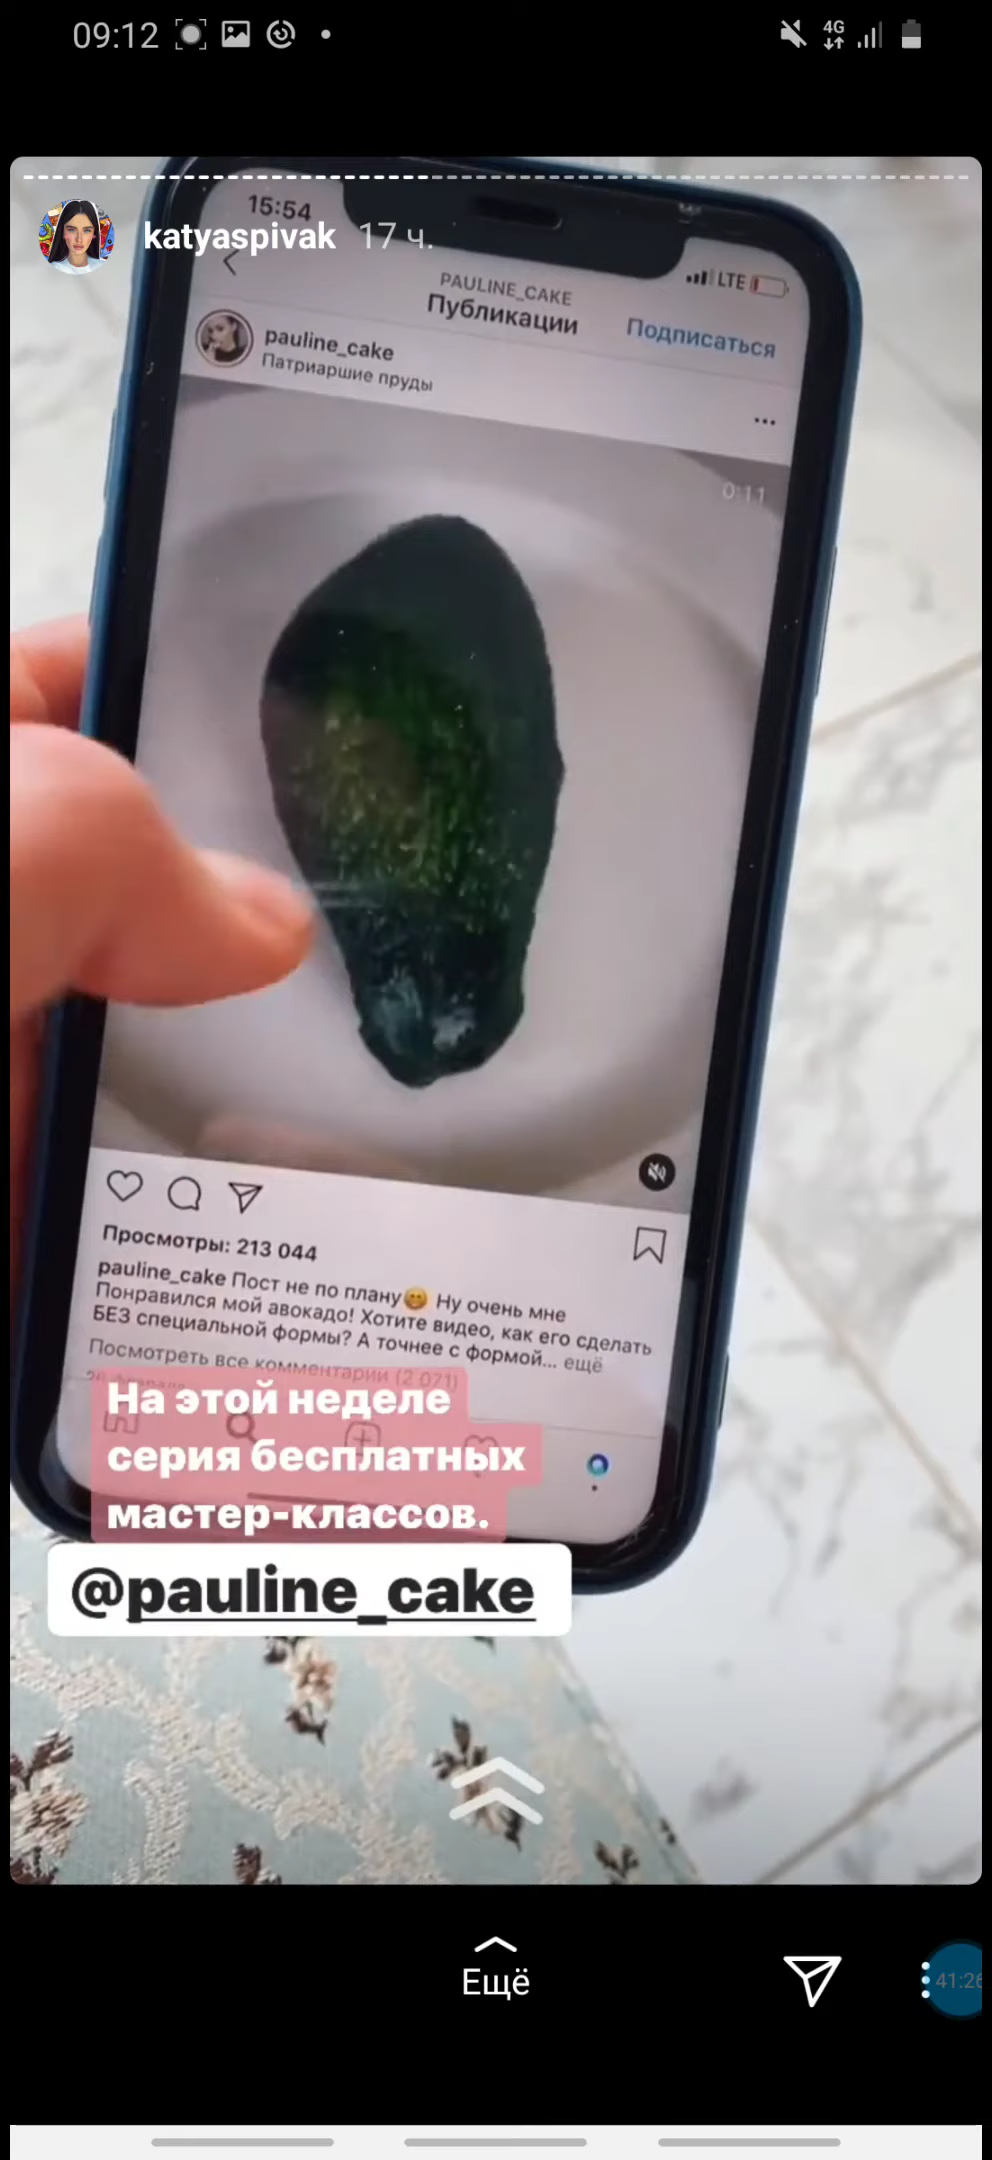 09:12
4G
katyaspivak 17 ч.
15:54
LTE
PAULINE_CAKE
Публикации
Подписаться
pauline_cake
Патриаршие пруды
0:11
Просмотры: 213 044
pauline_cake Пост не по плану😁 Ну очень мне
Понравился мой авокадо! Хотите видео, как его сделать
БЕЗ специальной формы? А точнее с формой... ещё
Посмотреть все комментарии (2 071)
На этой неделе
серия бесплатных
мастер-классов.
@pauline_cake
Ещё
41:26